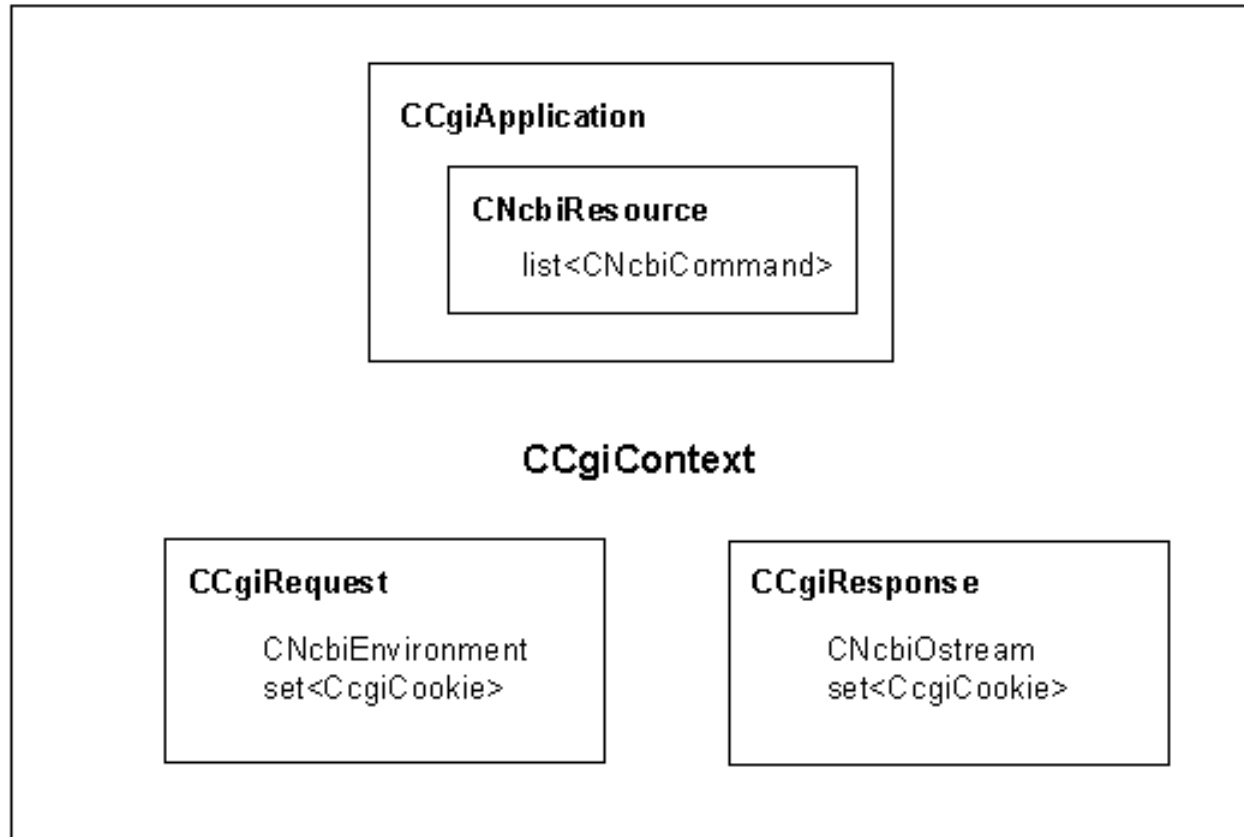 CCgiApplication
CNcbiResource
list<CNcbiCommand>
CCgiContext
CCgiRequest
CNcbiEnvironment
set<CcgiCookie>
CCgiResponse
CNcbiOstream
set<CcgiCookie>